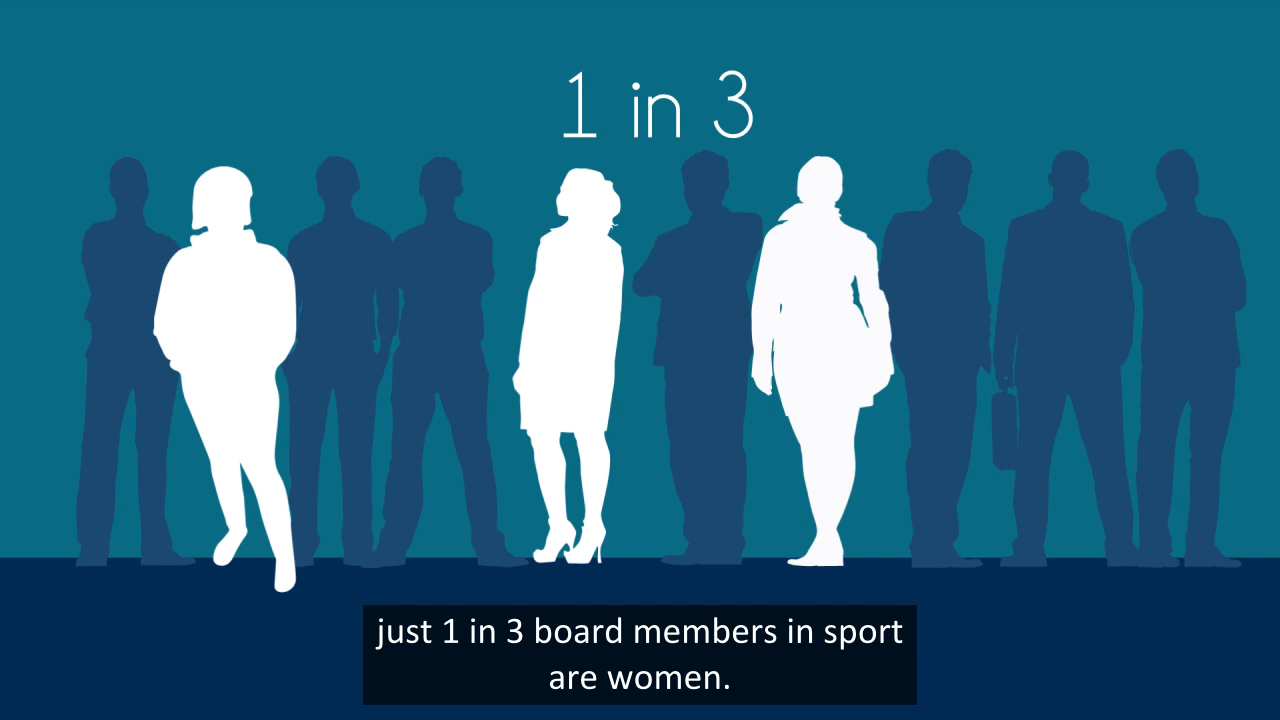 1 in 3
just 1 in 3 board members in sport
are women.